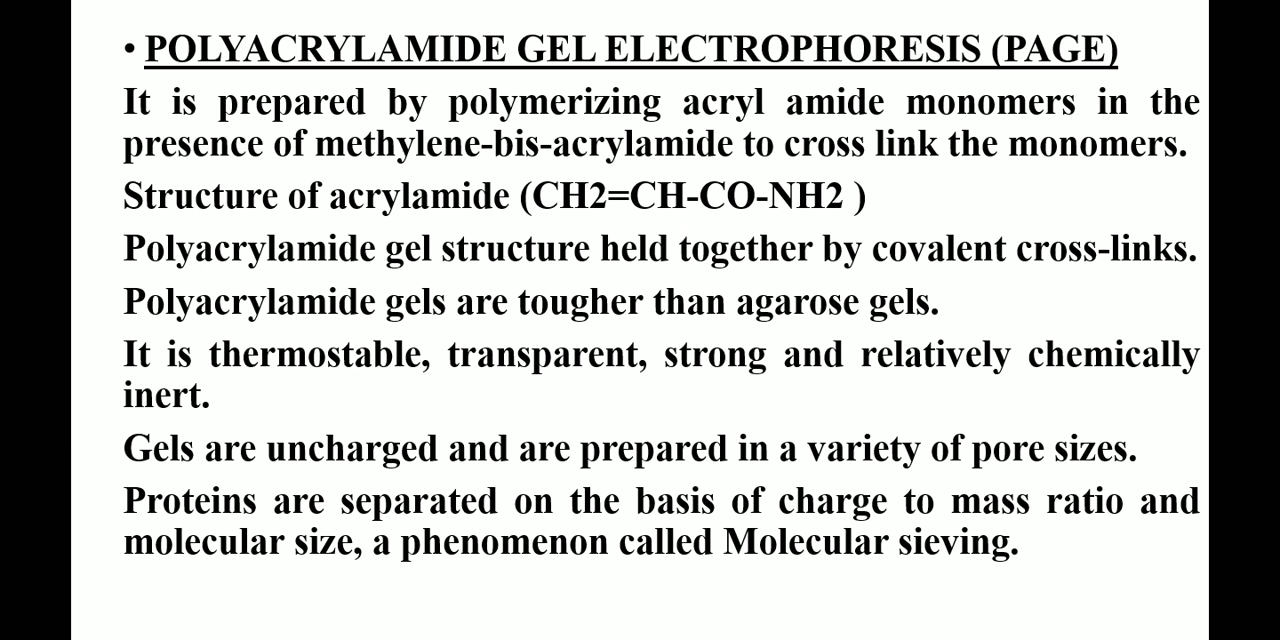 • POLYACRYLAMIDE GEL ELECTROPHORESIS (PAGE)
It is prepared by polymerizing acryl amide monomers in the
presence of methylene-bis-acrylamide to cross link the monomers.
Structure of acrylamide (CH2=CH-CO-NH2 )
Polyacrylamide gel structure held together by covalent cross-links.
Polyacrylamide gels are tougher than agarose gels.
It is thermostable, transparent, strong and relatively chemically
inert.
Gels are uncharged and are prepared in a variety of pore sizes.
Proteins are separated on the basis of charge to mass ratio and
molecular size, a phenomenon called Molecular sieving.